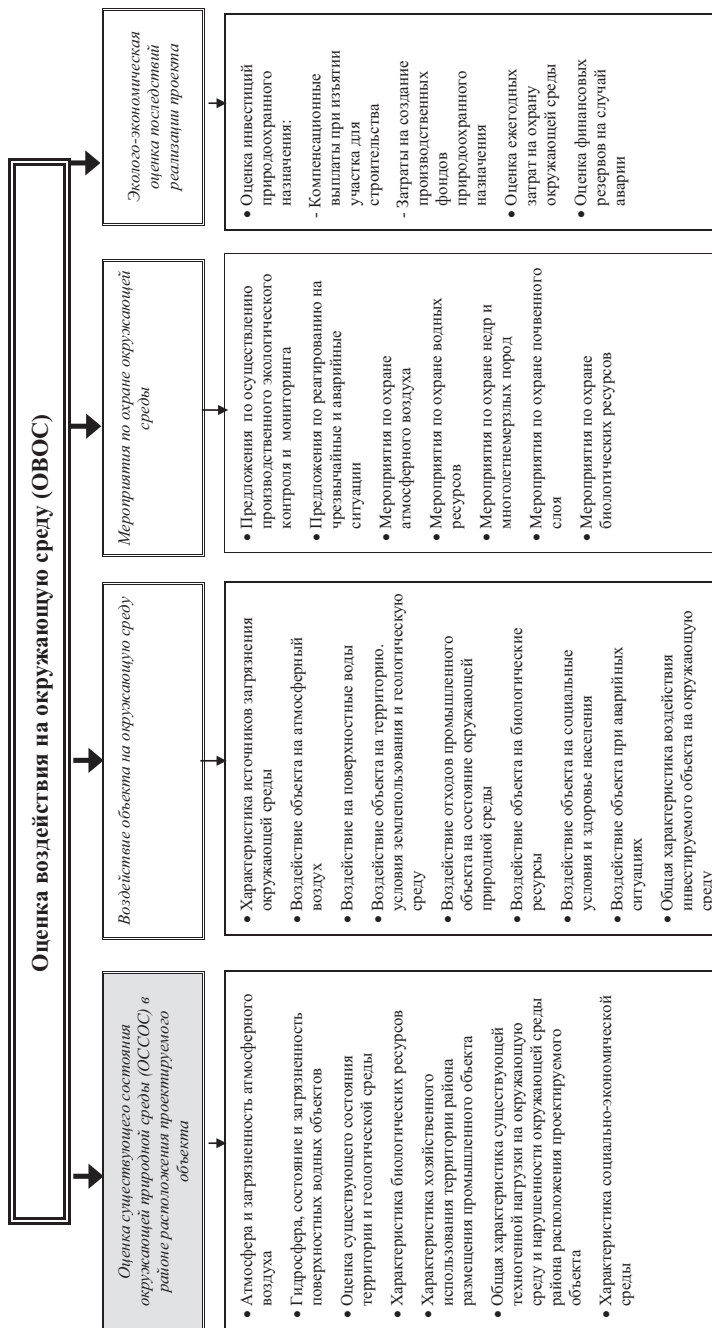 Оценка воздействия на окружающую среду (ОВОС)
Оценка существующего состояния
окружающей природной среды (ОССОС) в
районе расположения проектируемого
объекта
• Атмосфера и загрязненность атмосферного
воздуха
• Гидросфера, состояние и загрязненность
поверхностных водных объектов
• Оценка существующего состояния
территории и геологической среды
• Характеристика биологических ресурсов
• Характеристика хозяйственного
использования территории района
размещения промышленного объекта
• Общая характеристика существующей
техногенной нагрузки на окружающую
среду и нарушенности окружающей среды
района расположения проектируемого
объекта
• Характеристика социально-экономической
среды
Воздействие объекта на окружающую среду
• Характеристика источников загрязнения
окружающей среды
• Воздействие объекта на атмосферный
воздух
• Воздействие на поверхностные воды
• Воздействие объекта на территорию.
условия землепользования и геологическую
среду
• Воздействие отходов промышленного
объекта на состояние окружающей
природной среды
• Воздействие объекта на биологические
ресурсы
• Воздействие объекта на социальные
условия и здоровье населения
• Воздействие объекта при аварийных
ситуациях
• Общая характеристика воздействия
инвестируемого объекта на окружающую
среду
Мероприятия по охране окружающей
среды
• Предложения по осуществлению
производственного экологического
контроля и мониторинга
• Предложения по реагированию на
чрезвычайные и аварийные
ситуации
• Мероприятия по охране
атмосферного воздуха
• Мероприятия по охране водных
ресурсов
• Мероприятия по охране недр и
многолетнемерзлых пород
• Мероприятия по охране почвенного
слоя
• Мероприятия по охране
биологических ресурсов
Эколого-экономическая
оценка последствий
реализации проекта
• Оценка инвестиций
природоохранного
назначения:
- Компенсационные
выплаты при изъятии
участка для
строительства
- Затраты на создание
производственных
фондов
природоохранного
назначения
• Оценка ежегодных
затрат на охрану
окружающей среды
• Оценка финансовых
резервов на случай
аварии